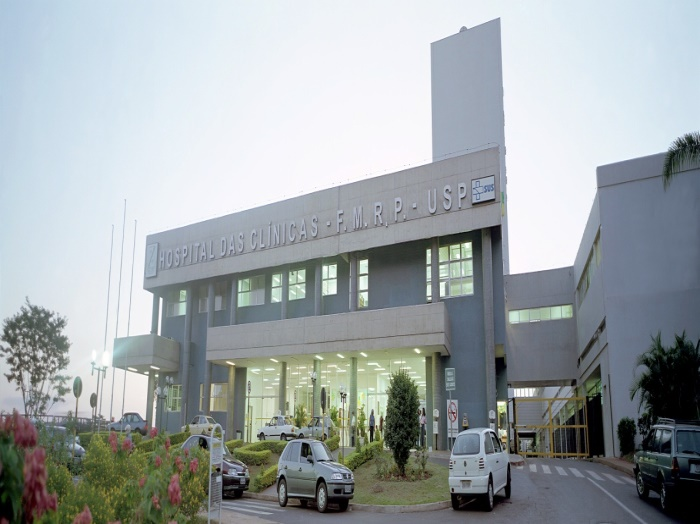 HOSPITAL DAS CLÍNICAS - F. M. R. P. - USP
SUS